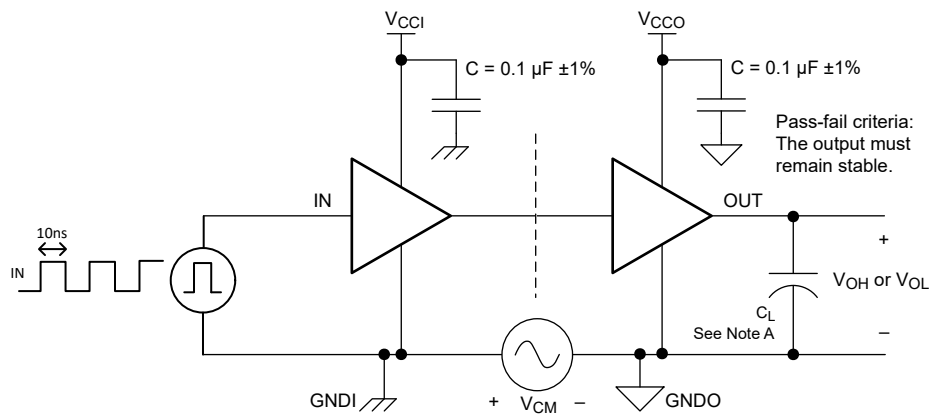 VCCI
VCCO
C = 0.1 µF ±1%
C = 0.1 µF ±1%
Pass-fail criteria:
The output must
remain stable.
IN
OUT
10ns
IN
+
VOH or VOL
CL
See Note A
–
GNDI
+ VCM –
GNDO